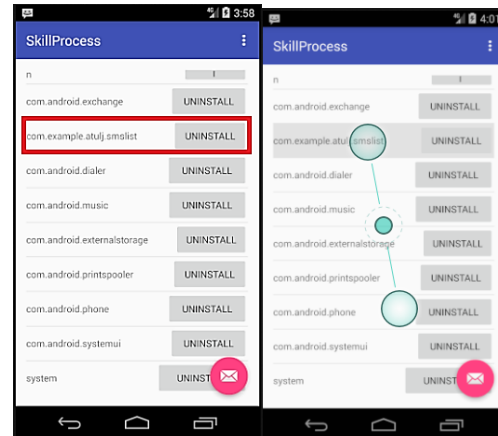 3:58
SkillProcess
n
com.android.exchange UNINSTALL
com.example.atulj.smslist UNINSTALL
com.android.dialer UNINSTALL
com.android.music UNINSTALL
com.android.externalstorage UNINSTALL
com.android.printspooler UNINSTALL
com.android.phone UNINSTALL
com.android.systemui UNINSTALL
system UNINST
4:01
SkillProcess
n
com.android.exchange UNINSTALL
com.example.atulj.smslist UNINSTALL
com.android.dialer UNINSTALL
com.android.music UNINSTALL
com.android.externalstorage UNINSTALL
com.android.printspooler UNINSTALL
com.android.phone UNINSTALL
com.android.systemui UNINSTALL
system UNINST